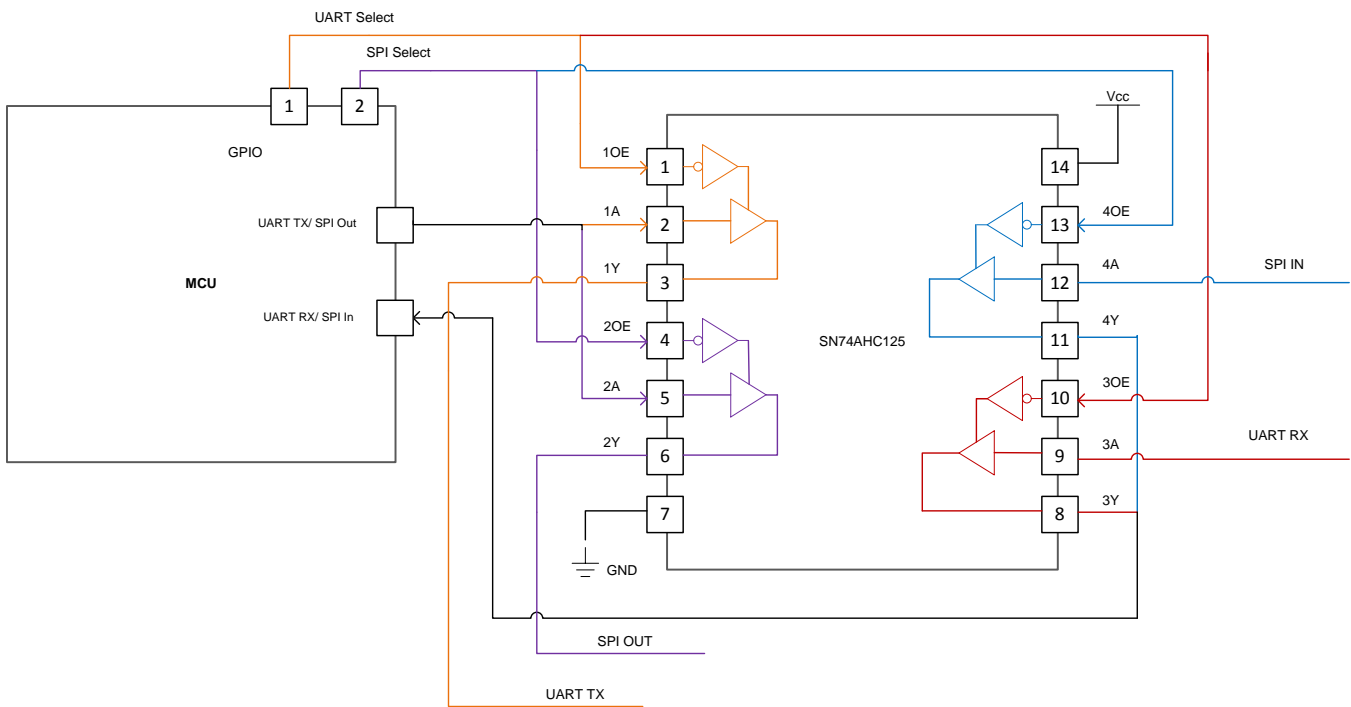 UART Select
SPI Select
1
2
GPIO
UART TX/ SPI Out
MCU
UART RX/ SPI In
Vcc
1OE
1
14
1A
2
13
4OE
1Y
3
12
4A
SPI IN
2OE
4
SN74AHC125
11
4Y
2A
5
10
3OE
2Y
6
9
3A
UART RX
7
8
3Y
GND
SPI OUT
UART TX